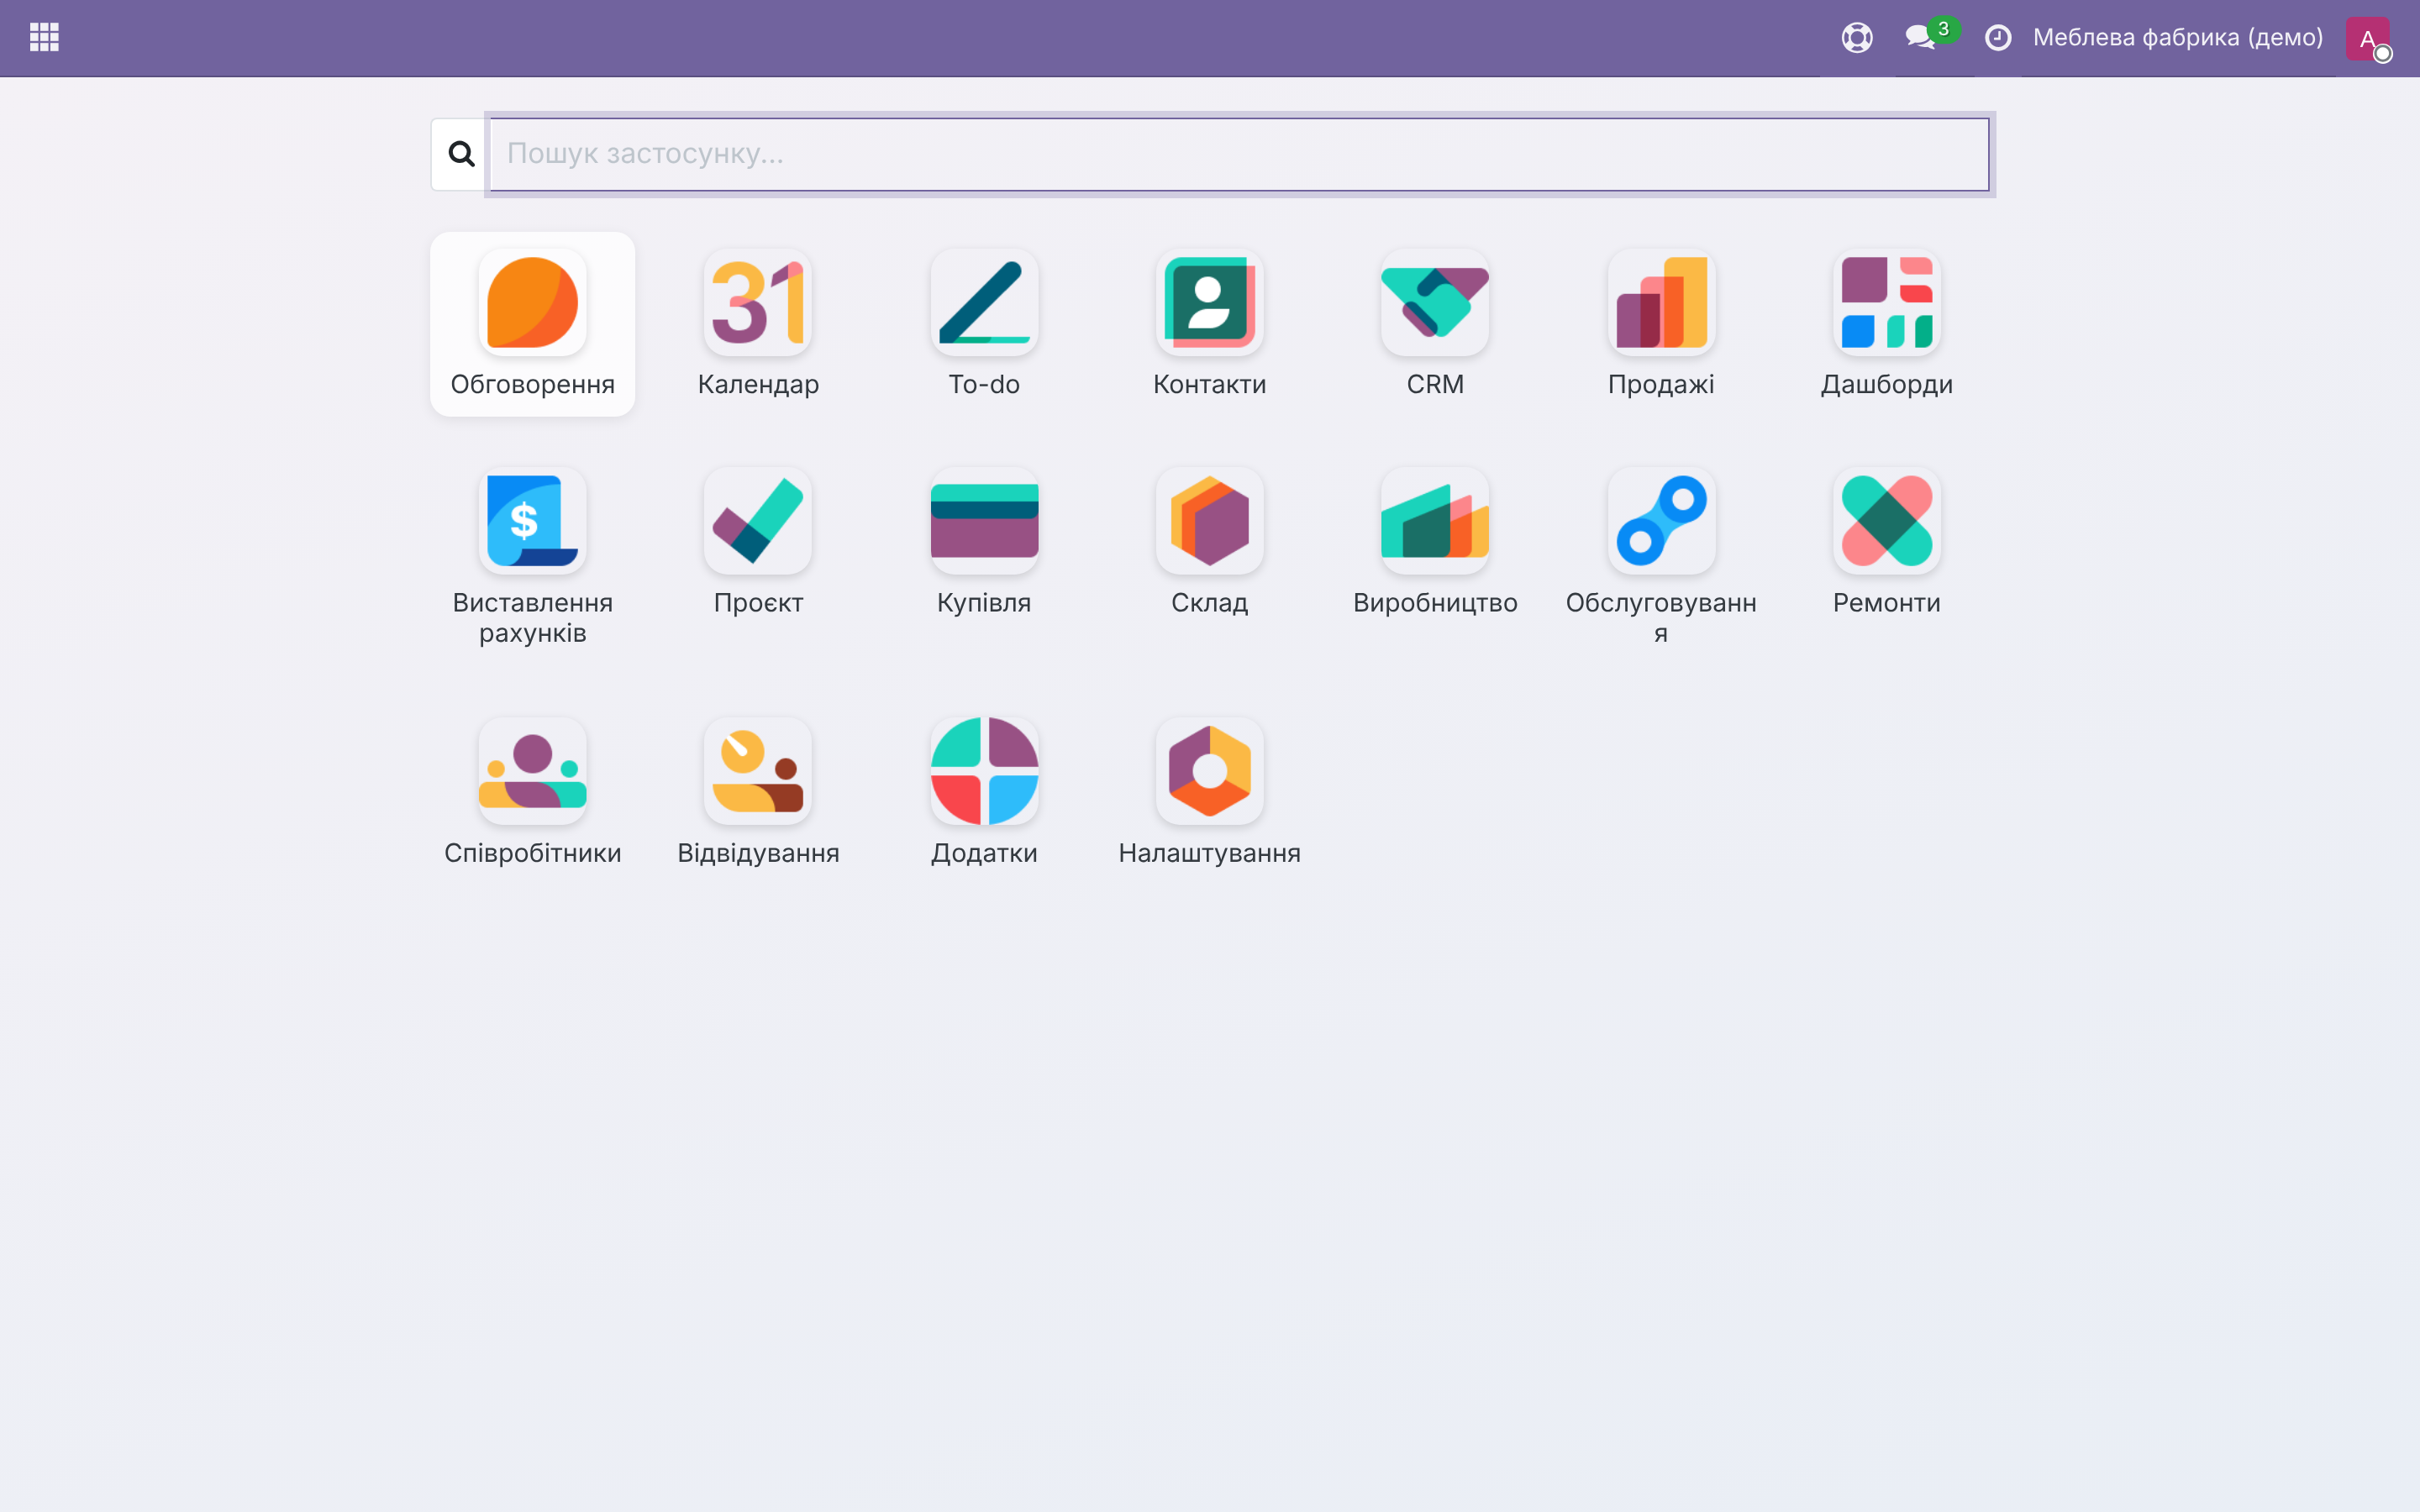 3
Меблева фабрика (демо)
A
Пошук застосунку...
31
Обговорення
Календар
To-do
Контакти
CRM
Продажі
Дашборди
$
Виставлення
рахунків
Проєкт
Купівля
Склад
Виробництво
Обслуговуванн
я
Ремонти
Співробітники
Відвідування
Додатки
Налаштування